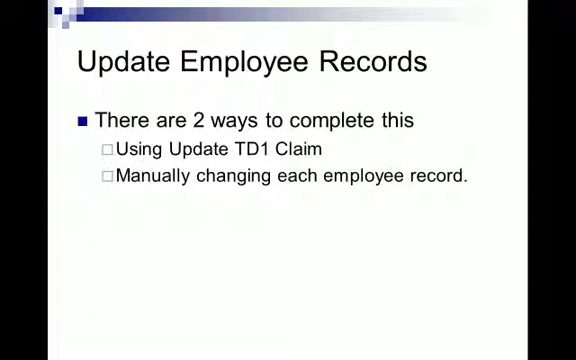 Update Employee Records
There are 2 ways to complete this
Using Update TD1 Claim
Manually changing each employee record.